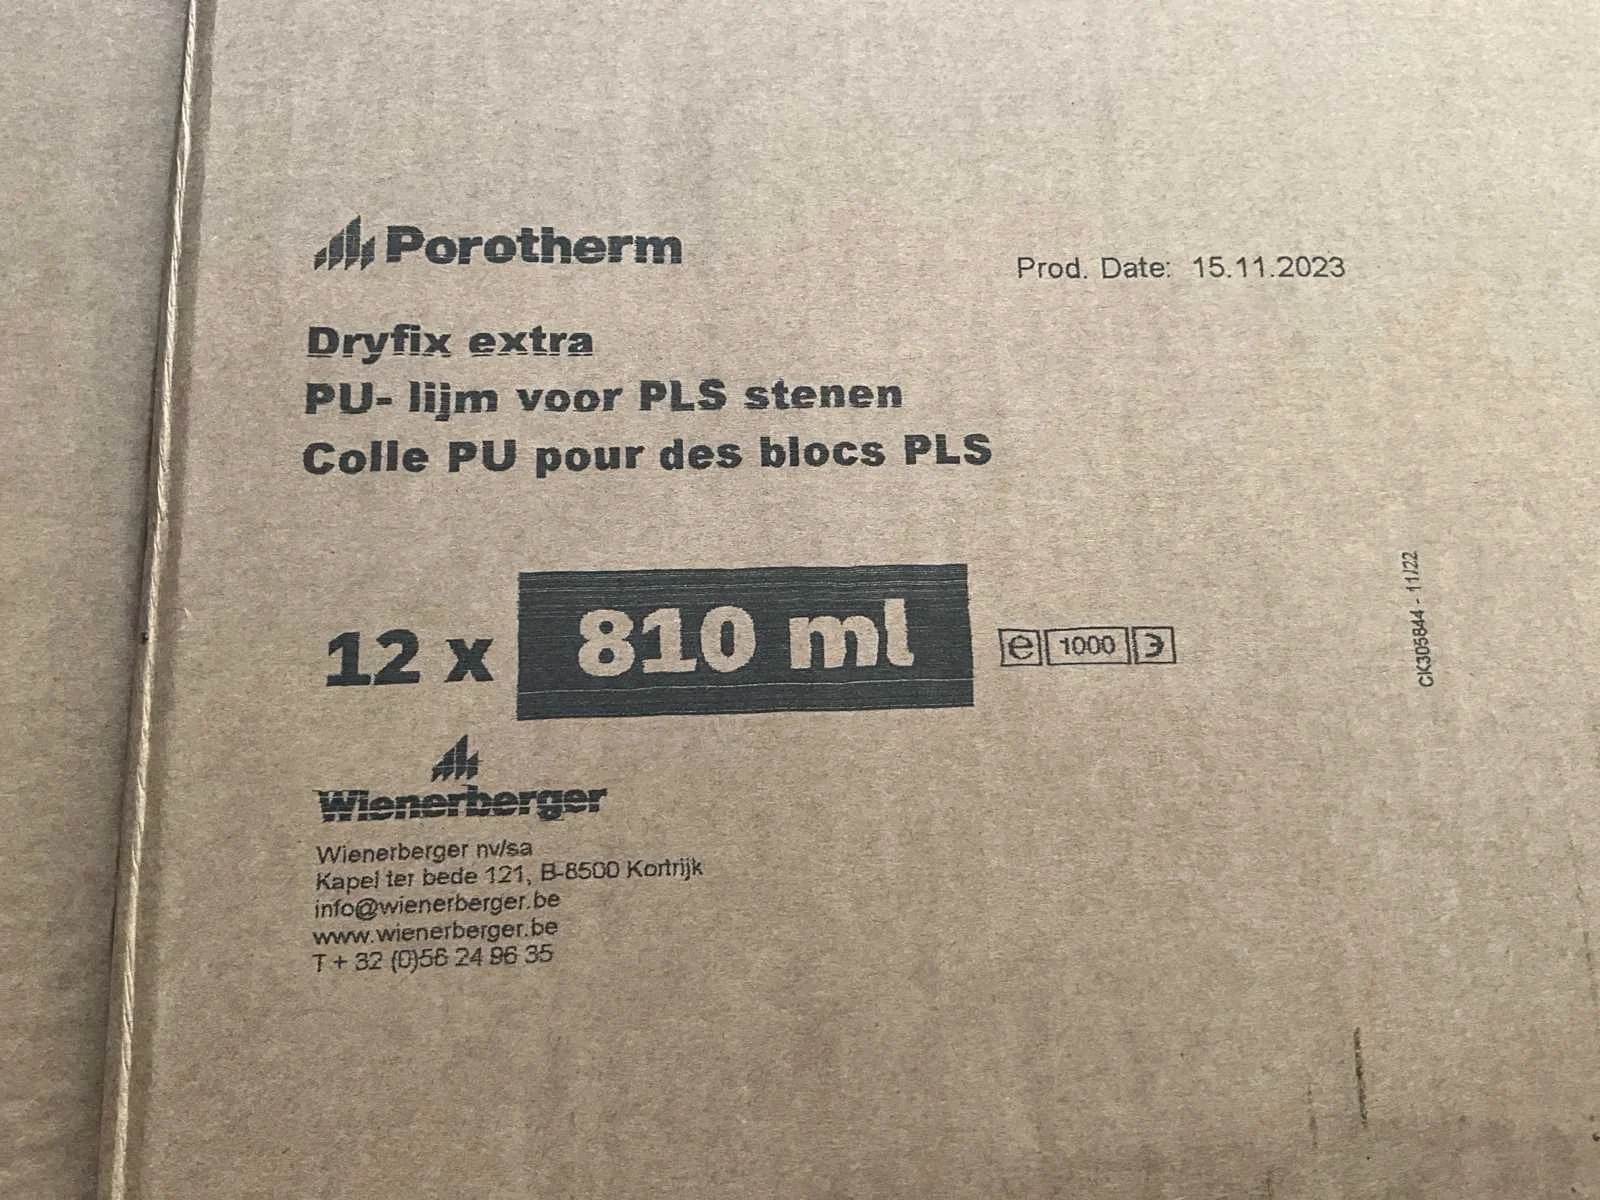 Porotherm
Prod. Date: 15.11.2023
Dryfix extra
PU- lijm voor PLS stenen
Colle PU pour des blocs PLS
12 x 810 ml
e 1000 э
CK305844 - 11/22
Wienerberger
Wienerberger nv/sa
Kapel ter bede 121, B-8500 Kortrijk
info@wienerberger.be
www.wienerberger.be
T + 32 (0)56 24 96 35